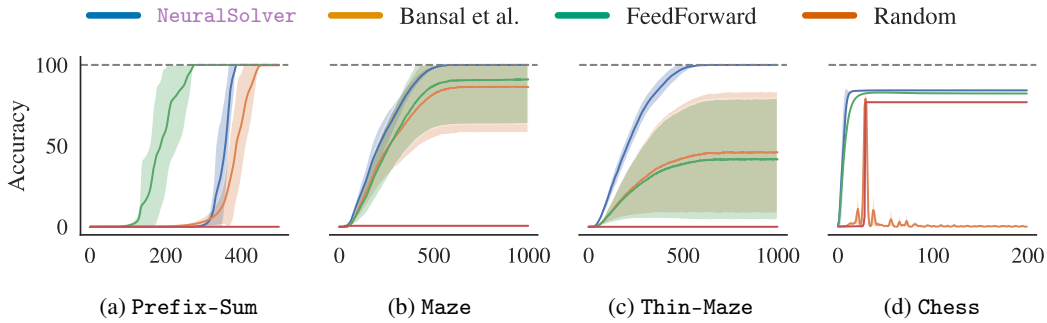 NeuralSolver Bansal et al. FeedForward Random
Accuracy
100
50
0
0 200 400
0 500 1000
0 500 1000
0 100 200
(a) Prefix-Sum (b) Maze (c) Thin-Maze (d) Chess